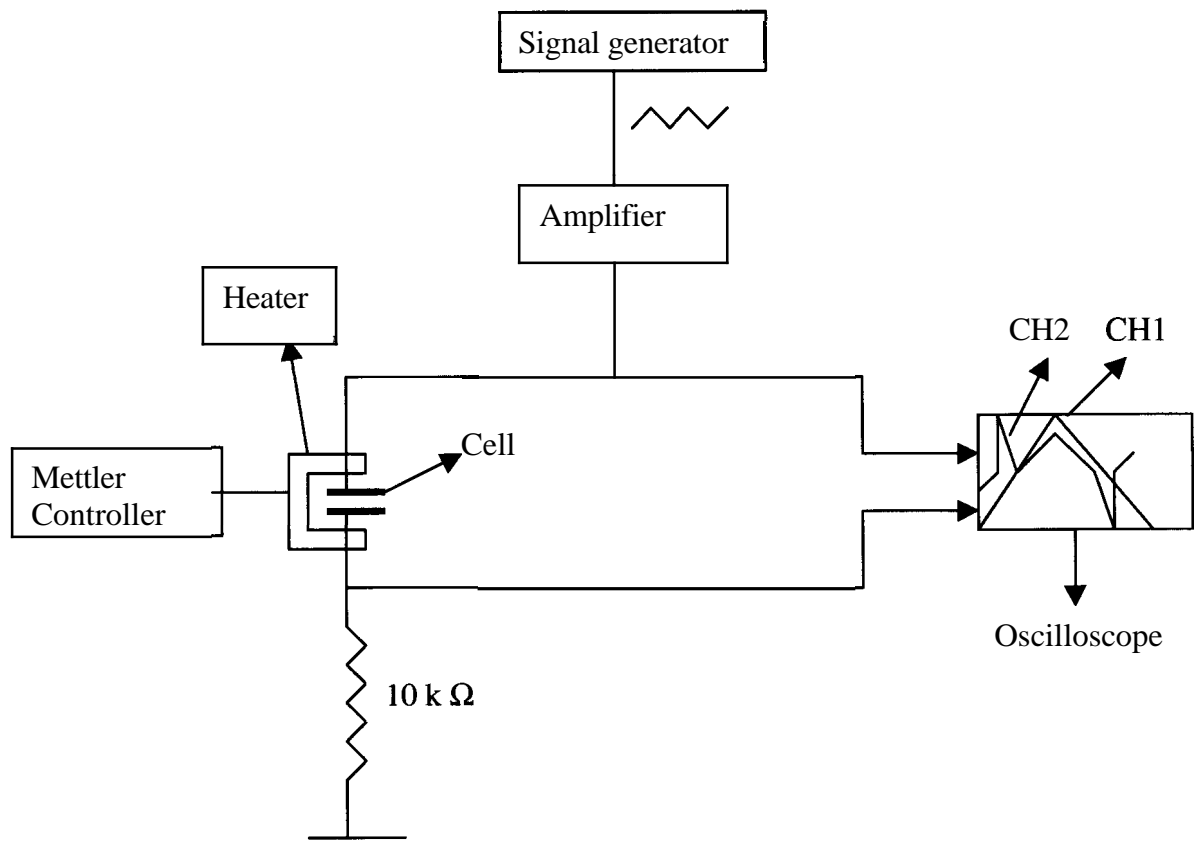 Signal generator
Amplifier
Heater
CH2
CH1
Cell
Mettler
Controller
Oscilloscope
10 k Ω